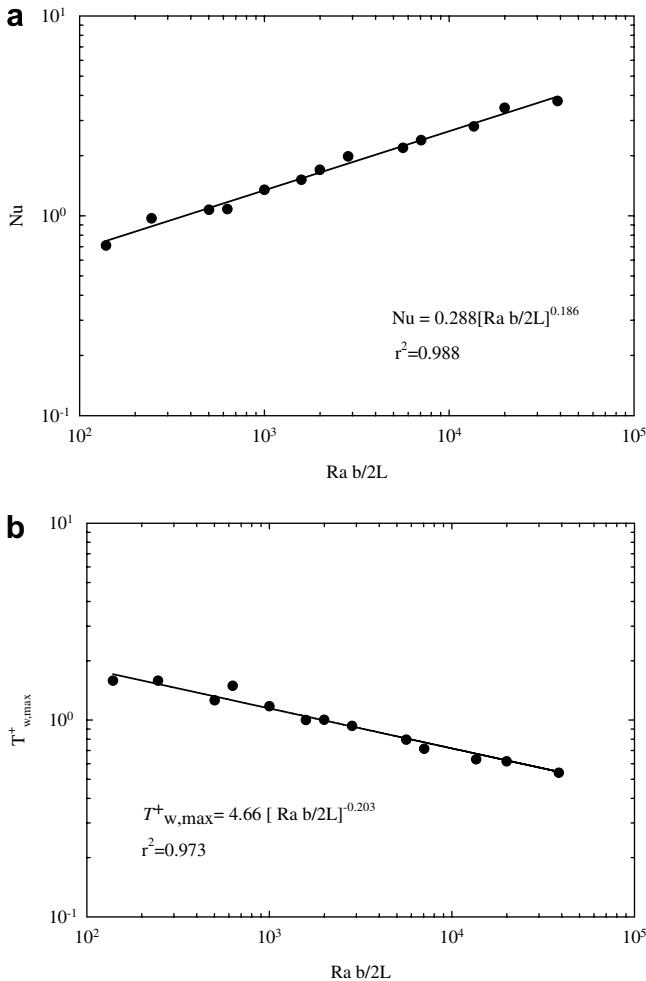 a
10^1
10^0
10^-1
Nu
Nu = 0.288[Ra b/2L]^0.186
r^2=0.988
10^2 10^3 10^4 10^5
Ra b/2L
b
10^1
10^0
10^-1
T^+_w,max
T^+_w,max= 4.66 [ Ra b/2L]^-0.203
r^2=0.973
10^2 10^3 10^4 10^5
Ra b/2L